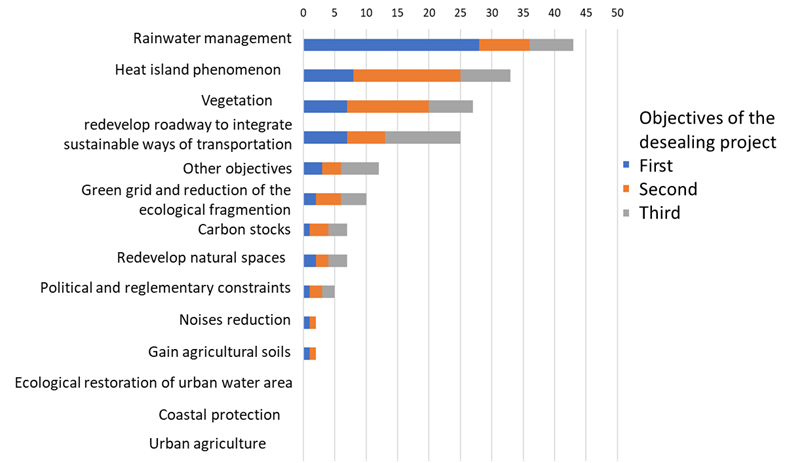 0 5 10 15 20 25 30 35 40 45 50
Rainwater management
Heat island phenomenon
Vegetation
redevelop roadway to integrate
sustainable ways of transportation
Other objectives
Green grid and reduction of the
ecological fragmention
Carbon stocks
Redevelop natural spaces
Political and reglementary constraints
Noises reduction
Gain agricultural soils
Ecological restoration of urban water area
Coastal protection
Urban agriculture
Objectives of the
desealing project
First
Second
Third